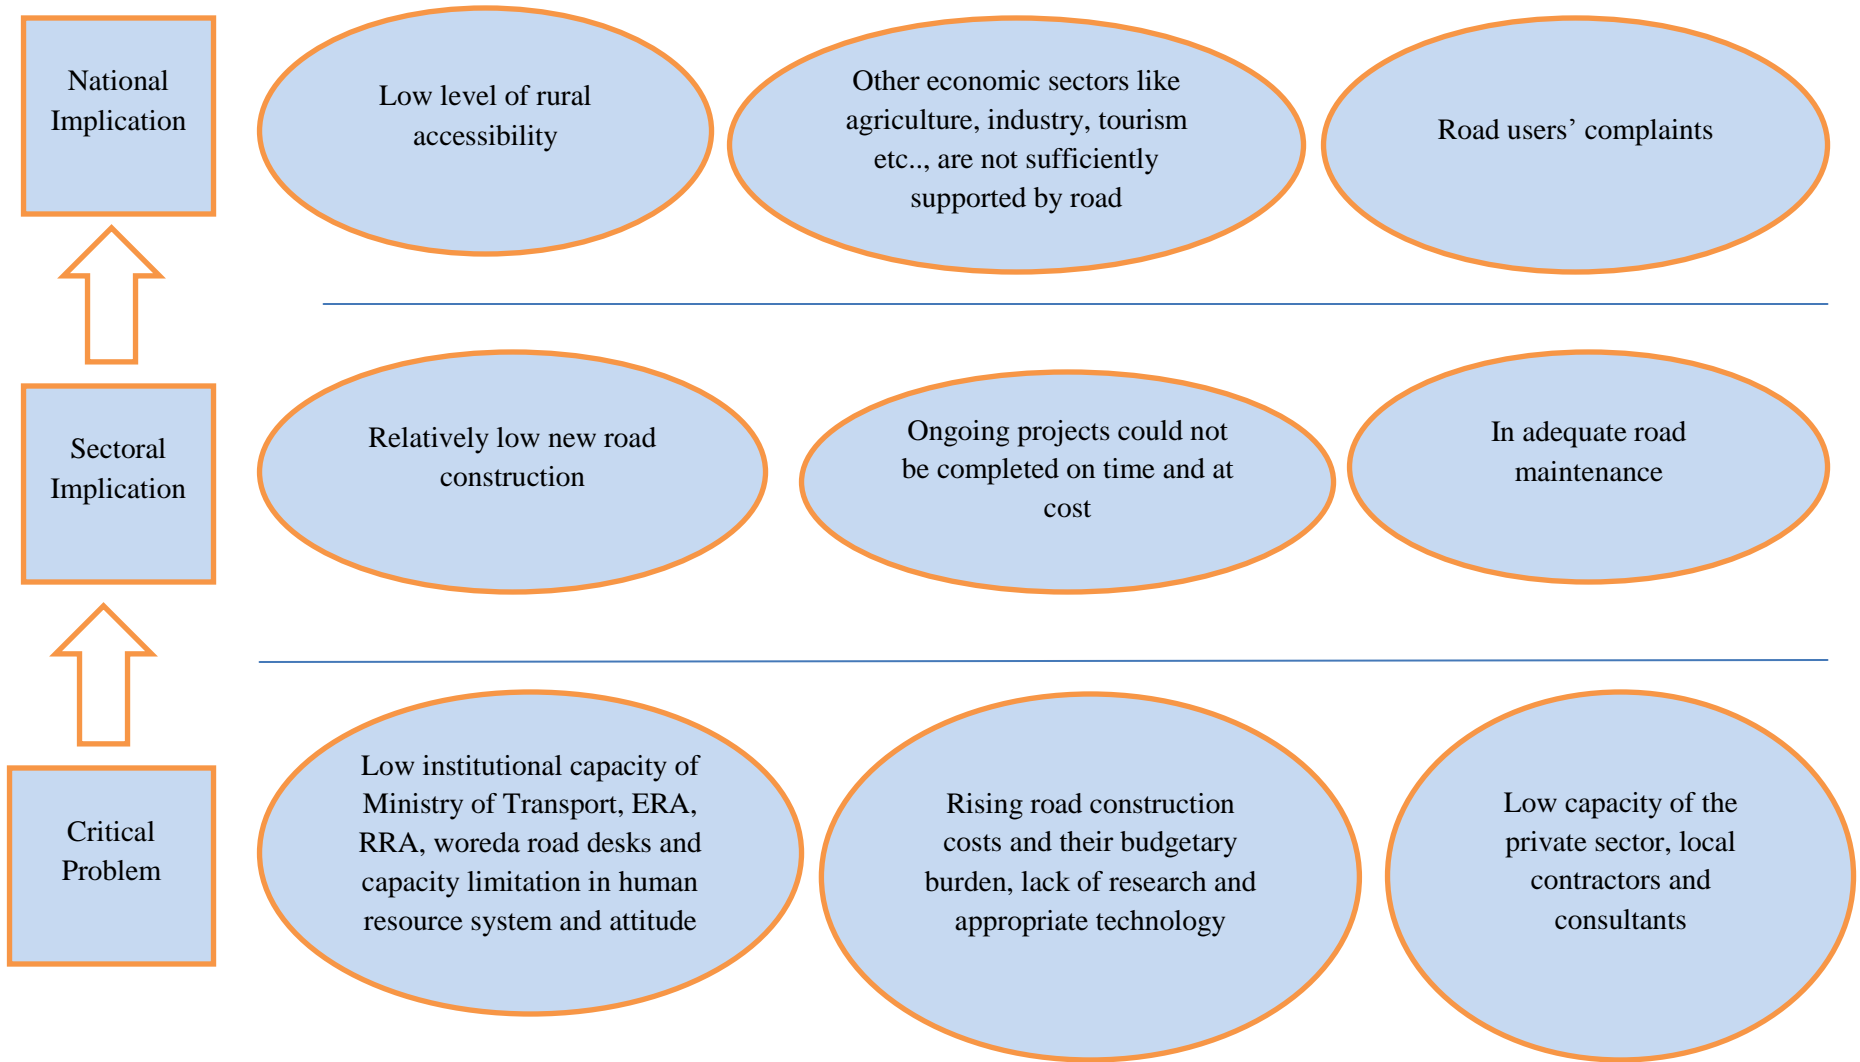 National
Implication
Low level of rural
accessibility
Other economic sectors like
agriculture, industry, tourism
etc.., are not sufficiently
supported by road
Road users’ complaints
Sectoral
Implication
Relatively low new road
construction
Ongoing projects could not
be completed on time and at
cost
In adequate road
maintenance
Critical
Problem
Low institutional capacity of
Ministry of Transport, ERA,
RRA, woreda road desks and
capacity limitation in human
resource system and attitude
Rising road construction
costs and their budgetary
burden, lack of research and
appropriate technology
Low capacity of the
private sector, local
contractors and
consultants